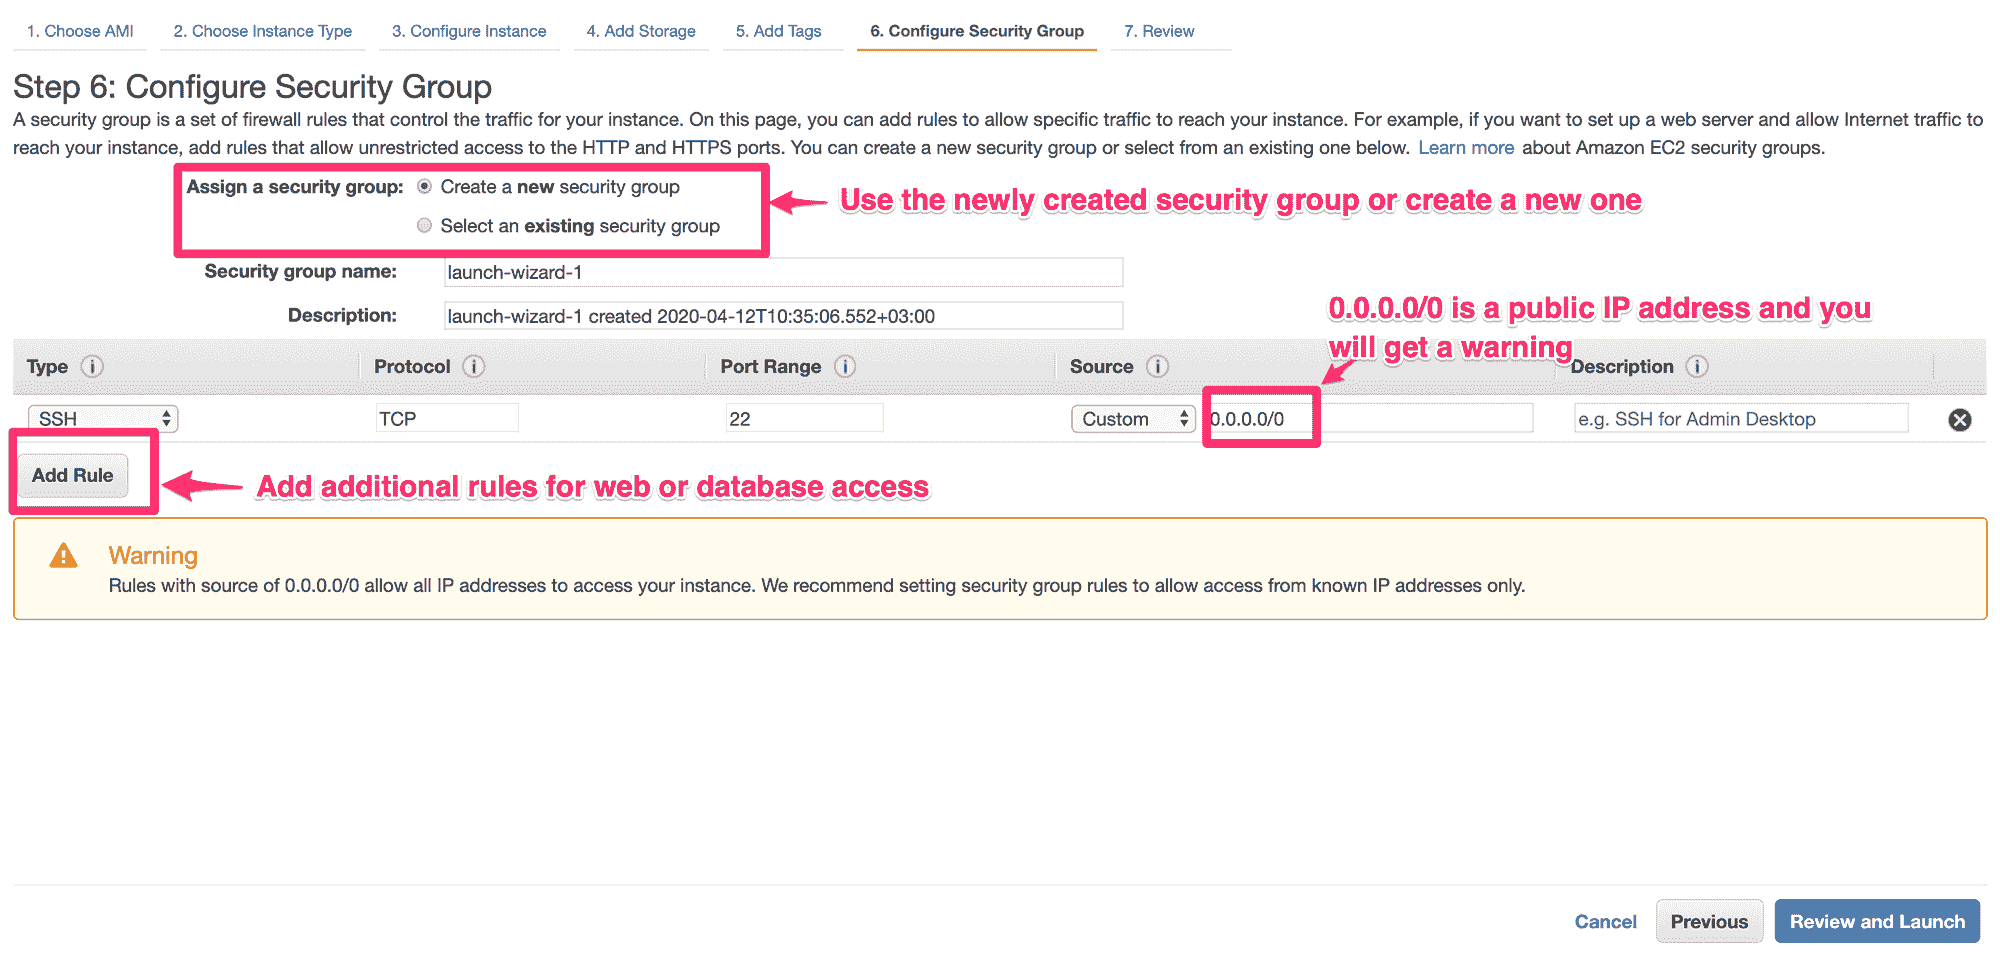 1. Choose AMI 2. Choose Instance Type 3. Configure Instance 4. Add Storage 5. Add Tags 6. Configure Security Group 7. Review
Step 6: Configure Security Group
A security group is a set of firewall rules that control the traffic for your instance. On this page, you can add rules to allow specific traffic to reach your instance. For example, if you want to set up a web server and allow Internet traffic to
reach your instance, add rules that allow unrestricted access to the HTTP and HTTPS ports. You can create a new security group or select from an existing one below. Learn more about Amazon EC2 security groups.
Assign a security group: Create a new security group
Use the newly created security group or create a new one
Select an existing security group
Security group name: launch-wizard-1
Description: launch-wizard-1 created 2020-04-12T10:35:06.552+03:00
0.0.0.0/0 is a public IP address and you
will get a warning
Type Protocol Port Range Source Description
SSH TCP 22 Custom 0.0.0.0/0 e.g. SSH for Admin Desktop
Add Rule
Add additional rules for web or database access
Warning
Rules with source of 0.0.0.0/0 allow all IP addresses to access your instance. We recommend setting security group rules to allow access from known IP addresses only.
Cancel Previous Review and Launch